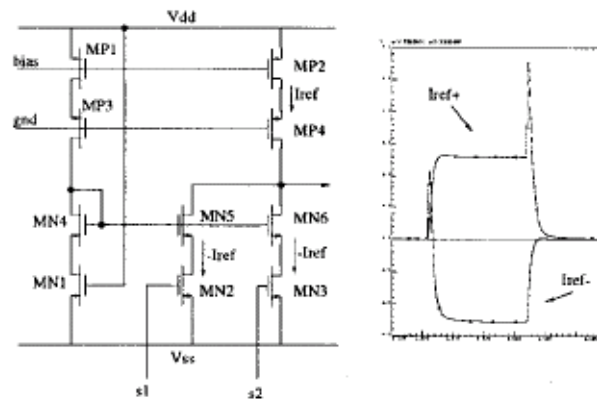 Vdd
MP1
bias
MP2
Iref
MP3
gnd
MP4
MN4
MN5
MN6
-Iref
-Iref
MN1
MN2
MN3
Vss
s1
s2
Iref+
Iref-